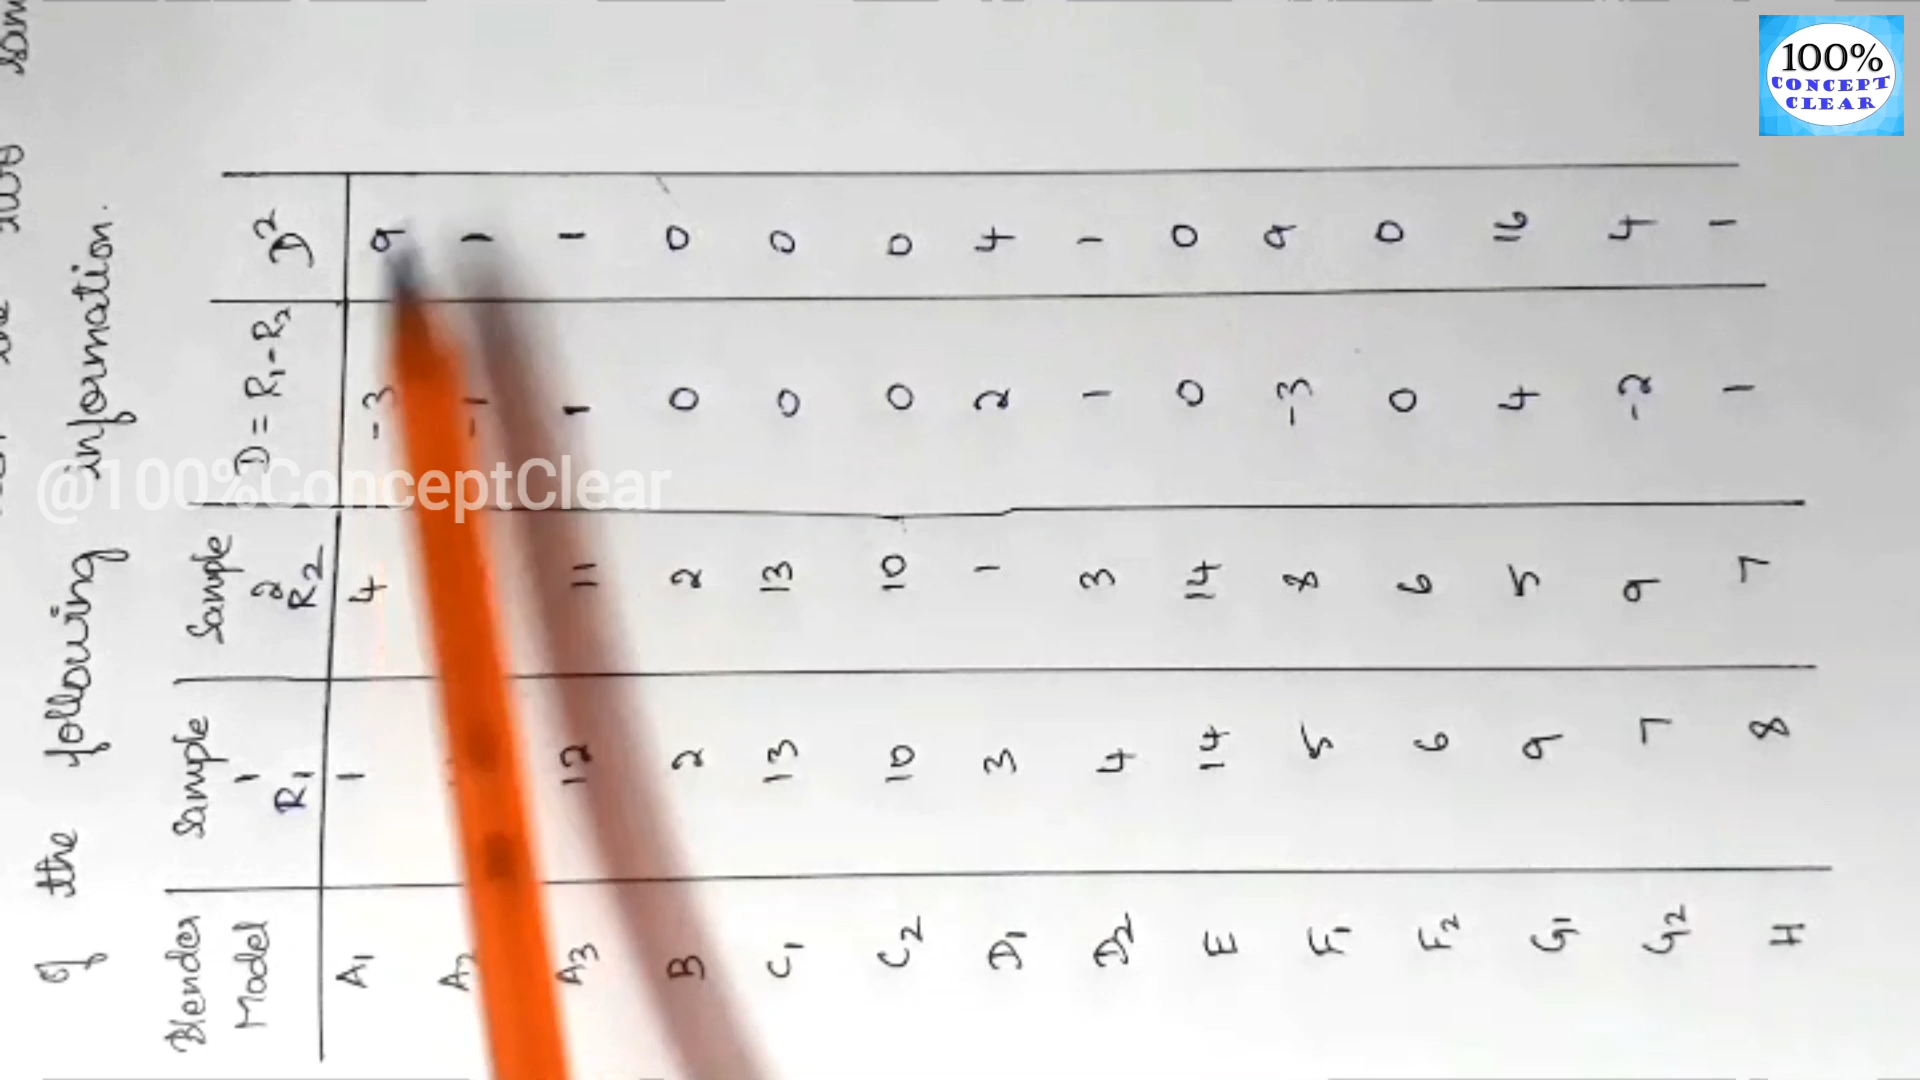 of the following information.
Blender Model Sample 1 R₁ Sample 2 R₂ D = R₁-R₂ D²
A₁ 1 4 -3 9
A₂ -1 1
A₃ 12 11 1 1
B 2 2 0 0
C₁ 13 13 0 0
C₂ 10 10 0 0
D₁ 3 1 2 4
D₂ 4 3 1 1
E 14 14 0 0
F₁ 5 8 -3 9
F₂ 6 6 0 0
G₁ 9 5 4 16
G₂ 7 9 -2 4
H 8 7 1 1
@100%ConceptClear
100%
CONCEPT
CLEAR